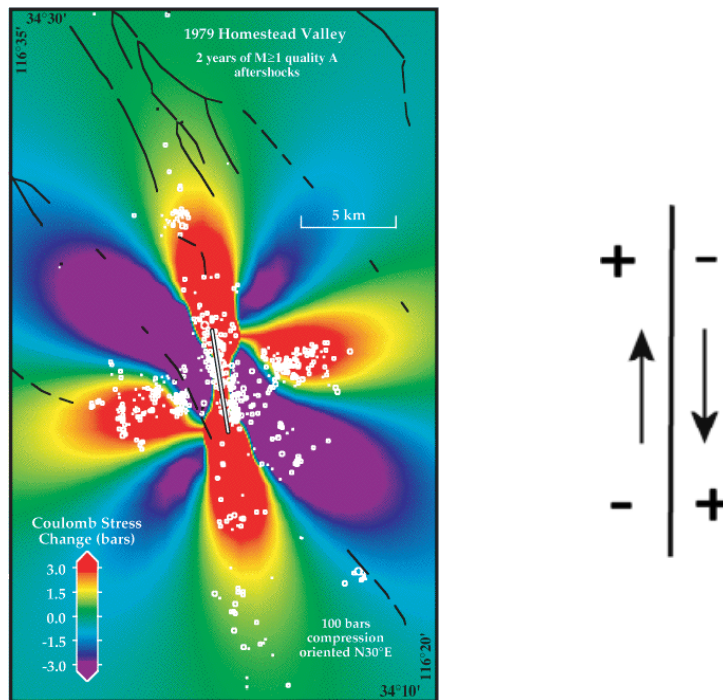 34°30'
116°35'
1979 Homestead Valley
2 years of M≥1 quality A
aftershocks
5 km
+ -
- +
Coulomb Stress
Change (bars)
3.0
1.5
0.0
-1.5
-3.0
100 bars
compression
oriented N30°E
116°20'
34°10'